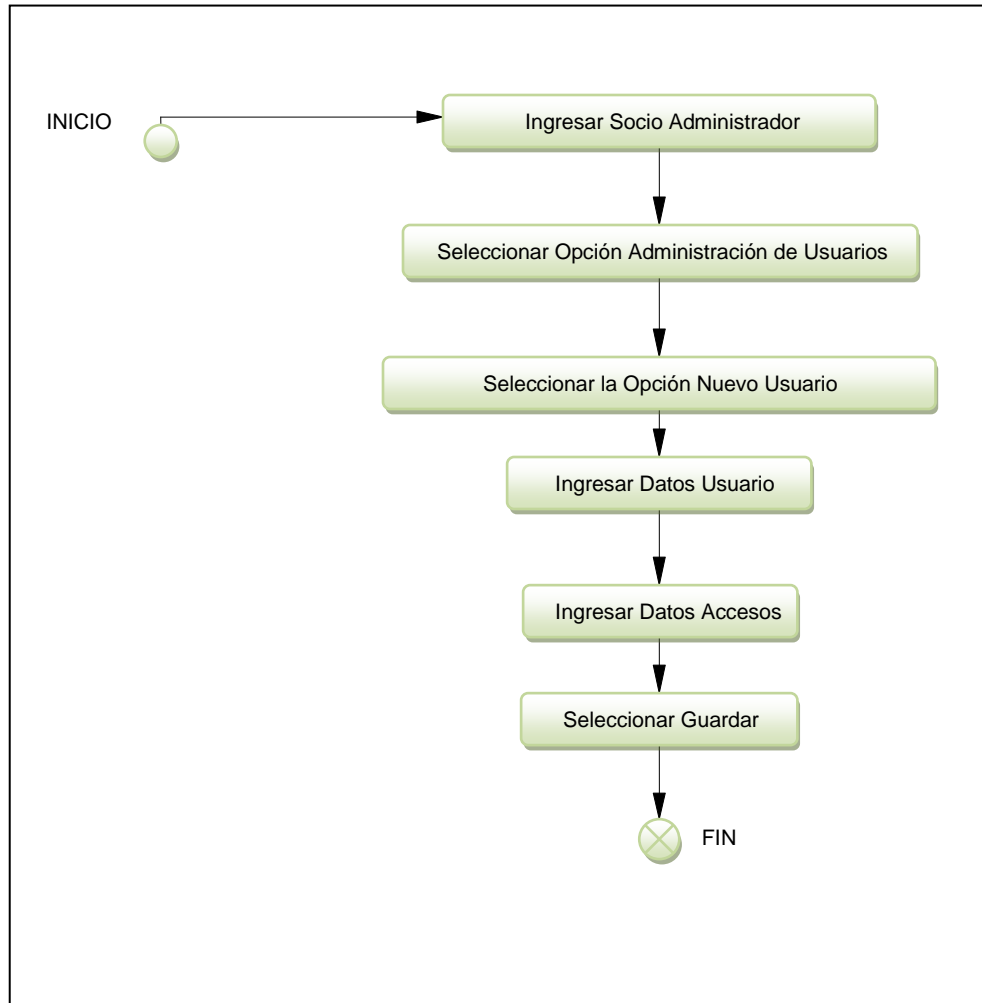 INICIO
Ingresar Socio Administrador
Seleccionar Opción Administración de Usuarios
Seleccionar la Opción Nuevo Usuario
Ingresar Datos Usuario
Ingresar Datos Accesos
Seleccionar Guardar
FIN